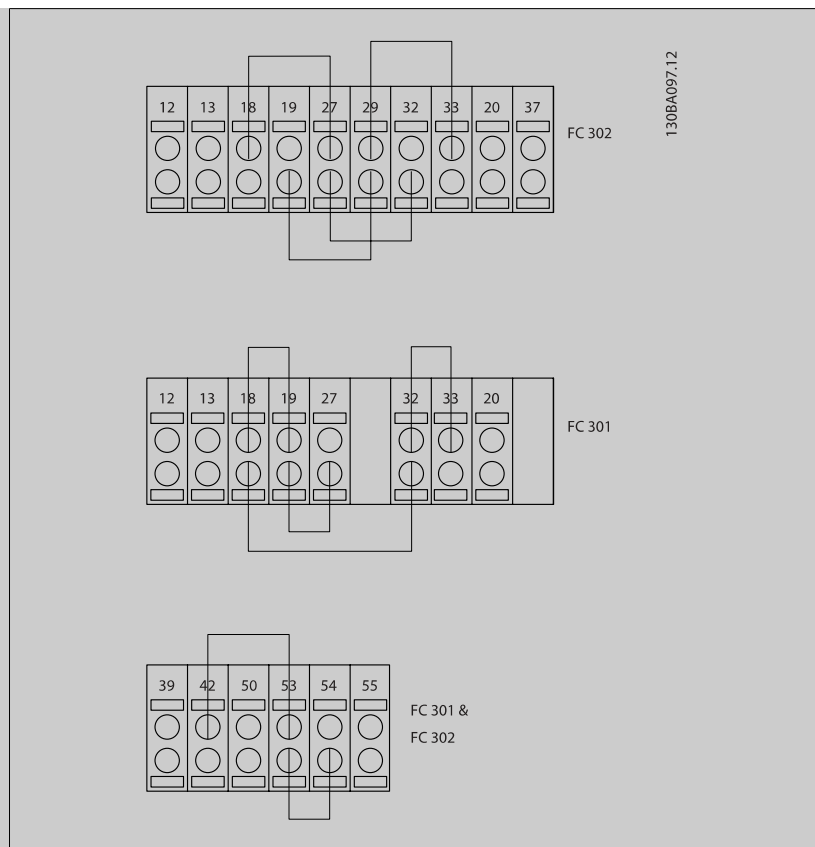 130BA097.12
12 13 18 19 27 29 32 33 20 37
FC 302
12 13 18 19 27 32 33 20
FC 301
39 42 50 53 54 55
FC 301 &
FC 302